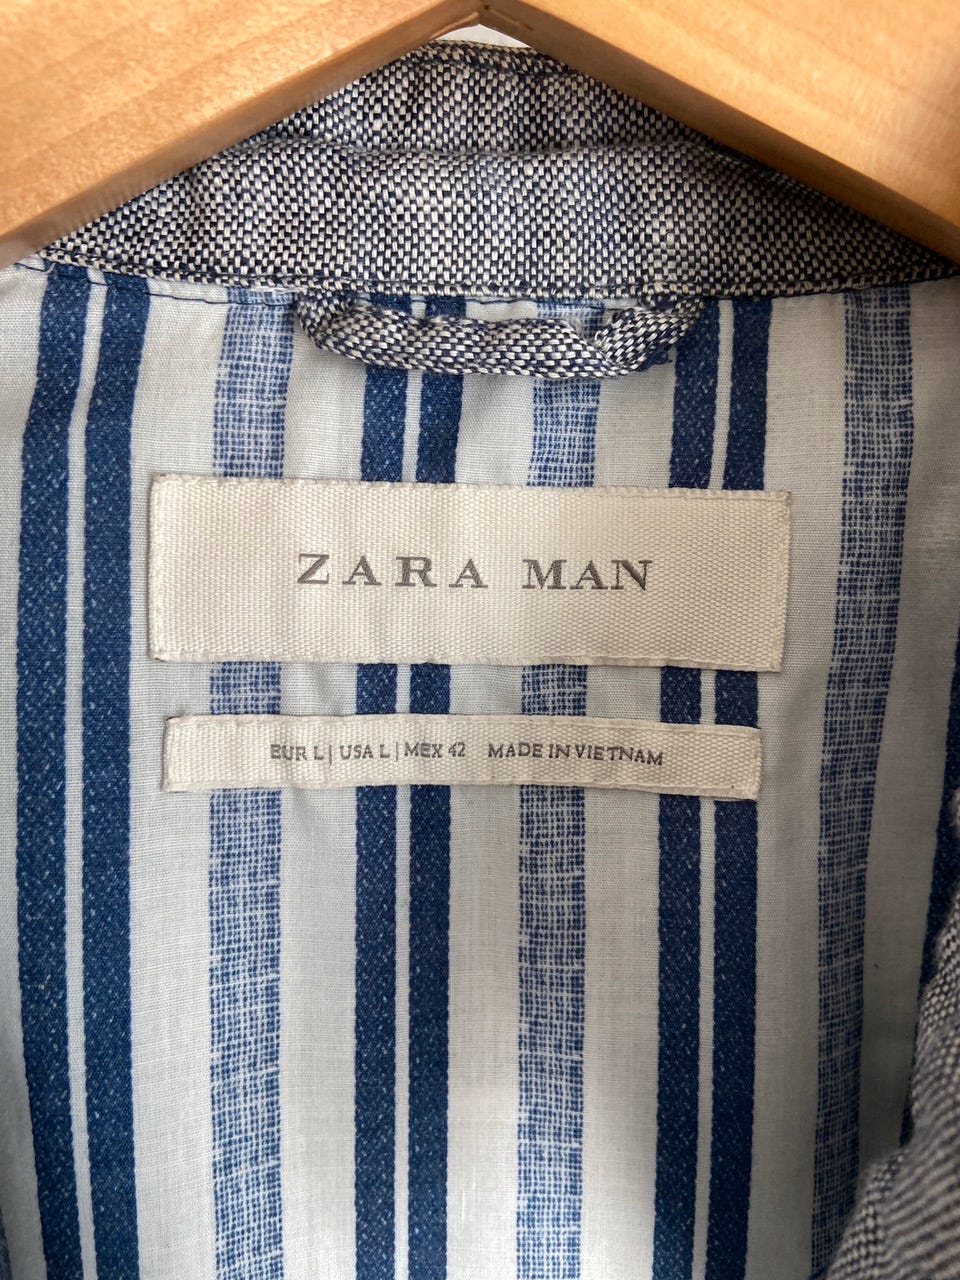 ZARA MAN
EUR L | USA L | MEX 42 MADE IN VIETNAM